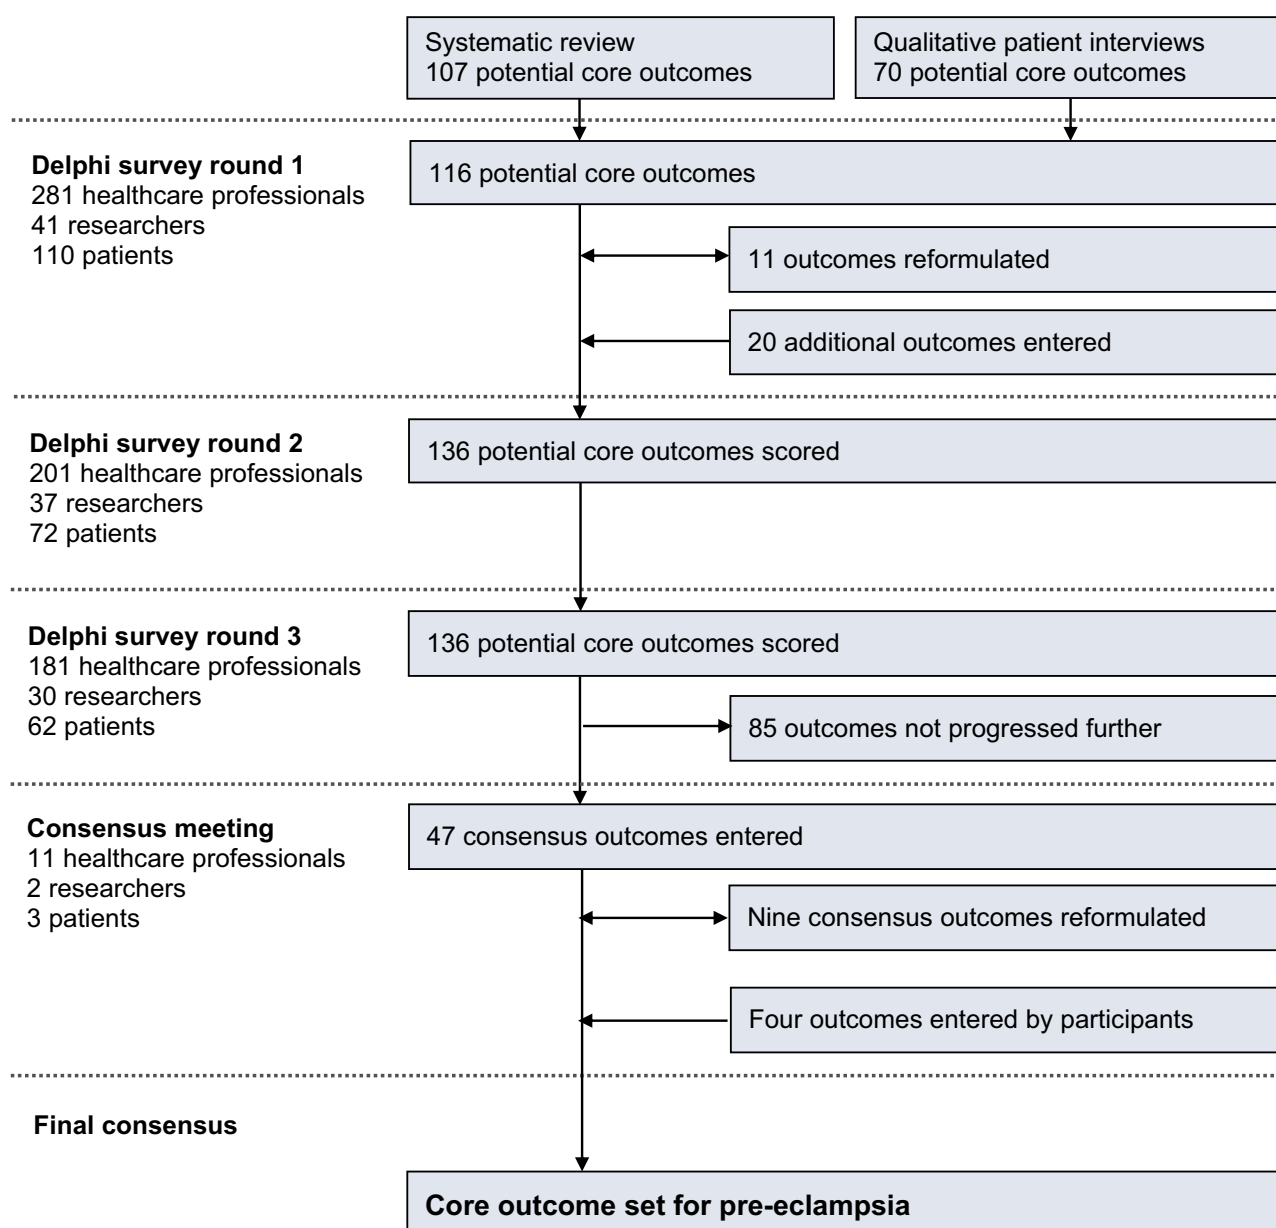 Systematic review
107 potential core outcomes
Qualitative patient interviews
70 potential core outcomes
Delphi survey round 1
281 healthcare professionals
41 researchers
110 patients
116 potential core outcomes
11 outcomes reformulated
20 additional outcomes entered
Delphi survey round 2
201 healthcare professionals
37 researchers
72 patients
136 potential core outcomes scored
Delphi survey round 3
181 healthcare professionals
30 researchers
62 patients
136 potential core outcomes scored
85 outcomes not progressed further
Consensus meeting
11 healthcare professionals
2 researchers
3 patients
47 consensus outcomes entered
Nine consensus outcomes reformulated
Four outcomes entered by participants
Final consensus
Core outcome set for pre-eclampsia